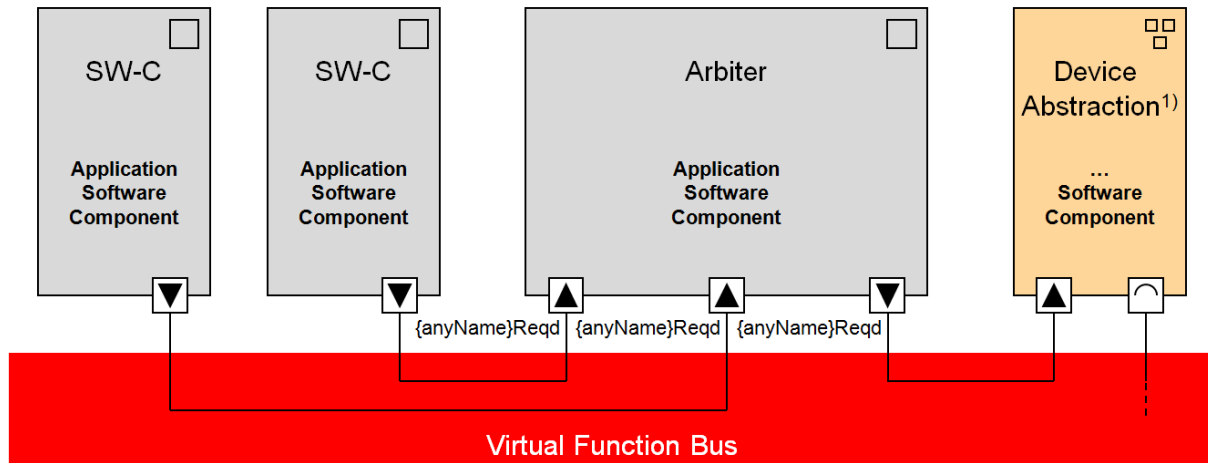 SW-C
Application
Software
Component
SW-C
Application
Software
Component
Arbiter
Application
Software
Component
Device
Abstraction1)
...
Software
Component
{anyName}Reqd
{anyName}Reqd
{anyName}Reqd
Virtual Function Bus